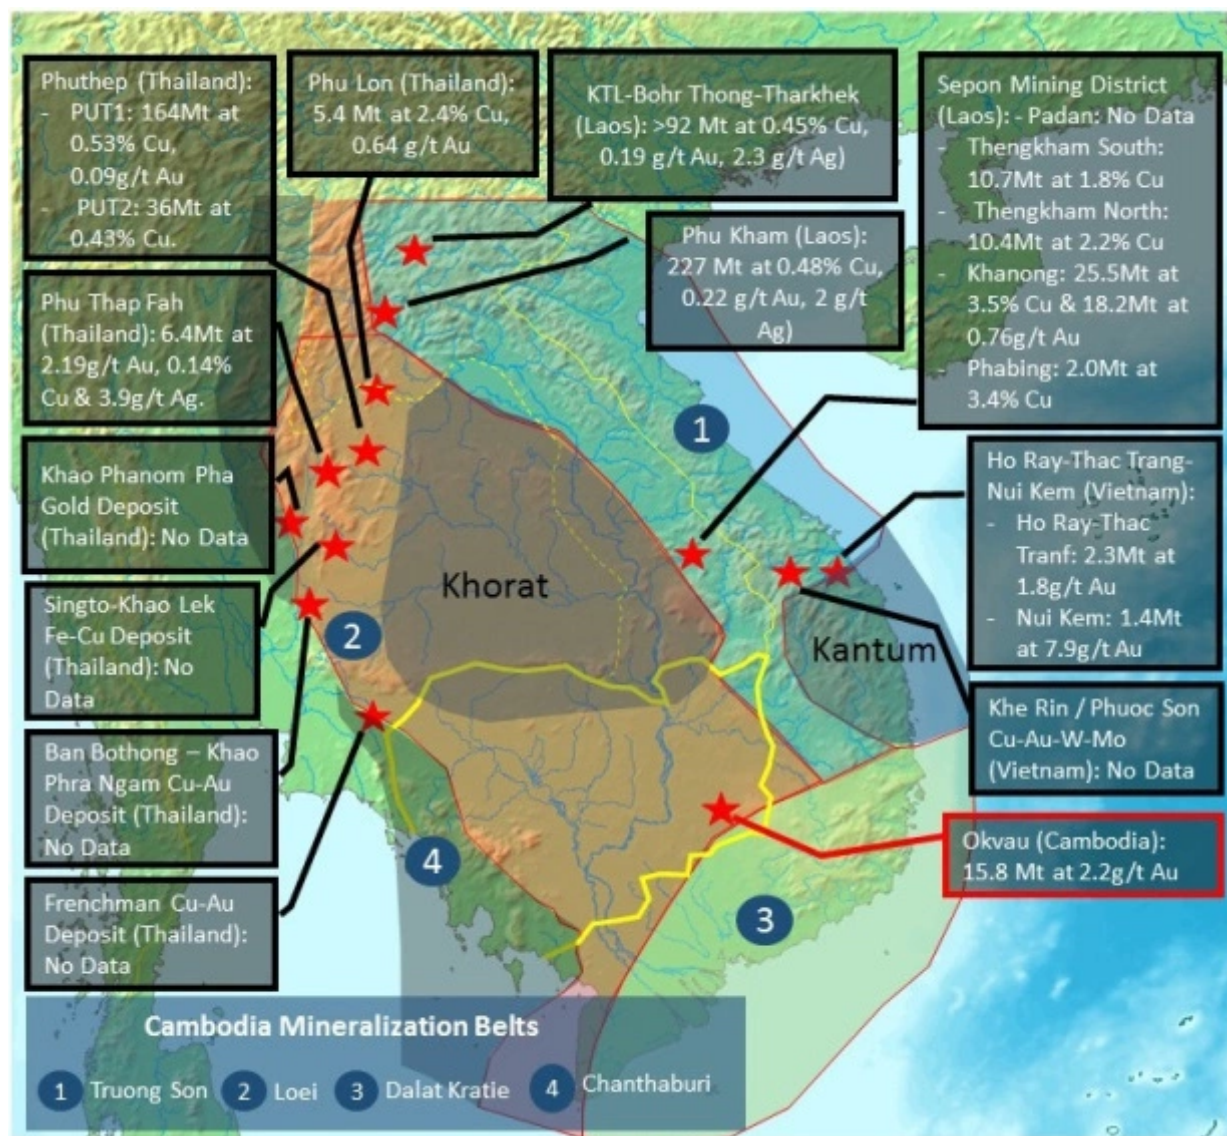 Phuthep (Thailand):
- PUT1: 164Mt at
0.53% Cu,
0.09g/t Au
- PUT2: 36Mt at
0.43% Cu.
Phu Lon (Thailand):
5.4 Mt at 2.4% Cu,
0.64 g/t Au
KTL-Bohr Thong-Tharkhek
(Laos): >92 Mt at 0.45% Cu,
0.19 g/t Au, 2.3 g/t Ag)
Sepon Mining District
(Laos): - Padan: No Data
- Thengkham South:
10.7Mt at 1.8% Cu
- Thengkham North:
10.4Mt at 2.2% Cu
- Khanong: 25.5Mt at
3.5% Cu & 18.2Mt at
0.76g/t Au
- Phabing: 2.0Mt at
3.4% Cu
Phu Kham (Laos):
227 Mt at 0.48% Cu,
0.22 g/t Au, 2 g/t
Ag)
Phu Thap Fah
(Thailand): 6.4Mt at
2.19g/t Au, 0.14%
Cu & 3.9g/t Ag.
Khao Phanom Pha
Gold Deposit
(Thailand): No Data
Singto-Khao Lek
Fe-Cu Deposit
(Thailand): No
Data
Ban Bothong – Khao
Phra Ngam Cu-Au
Deposit (Thailand):
No Data
Frenchman Cu-Au
Deposit (Thailand):
No Data
Ho Ray-Thac Trang-
Nui Kem (Vietnam):
- Ho Ray-Thac
Tranf: 2.3Mt at
1.8g/t Au
- Nui Kem: 1.4Mt
at 7.9g/t Au
Khe Rin / Phuoc Son
Cu-Au-W-Mo
(Vietnam): No Data
Okvau (Cambodia):
15.8 Mt at 2.2g/t Au
1
Khorat
2
Kantum
4
3
Cambodia Mineralization Belts
1 Truong Son 2 Loei 3 Dalat Kratie 4 Chanthaburi